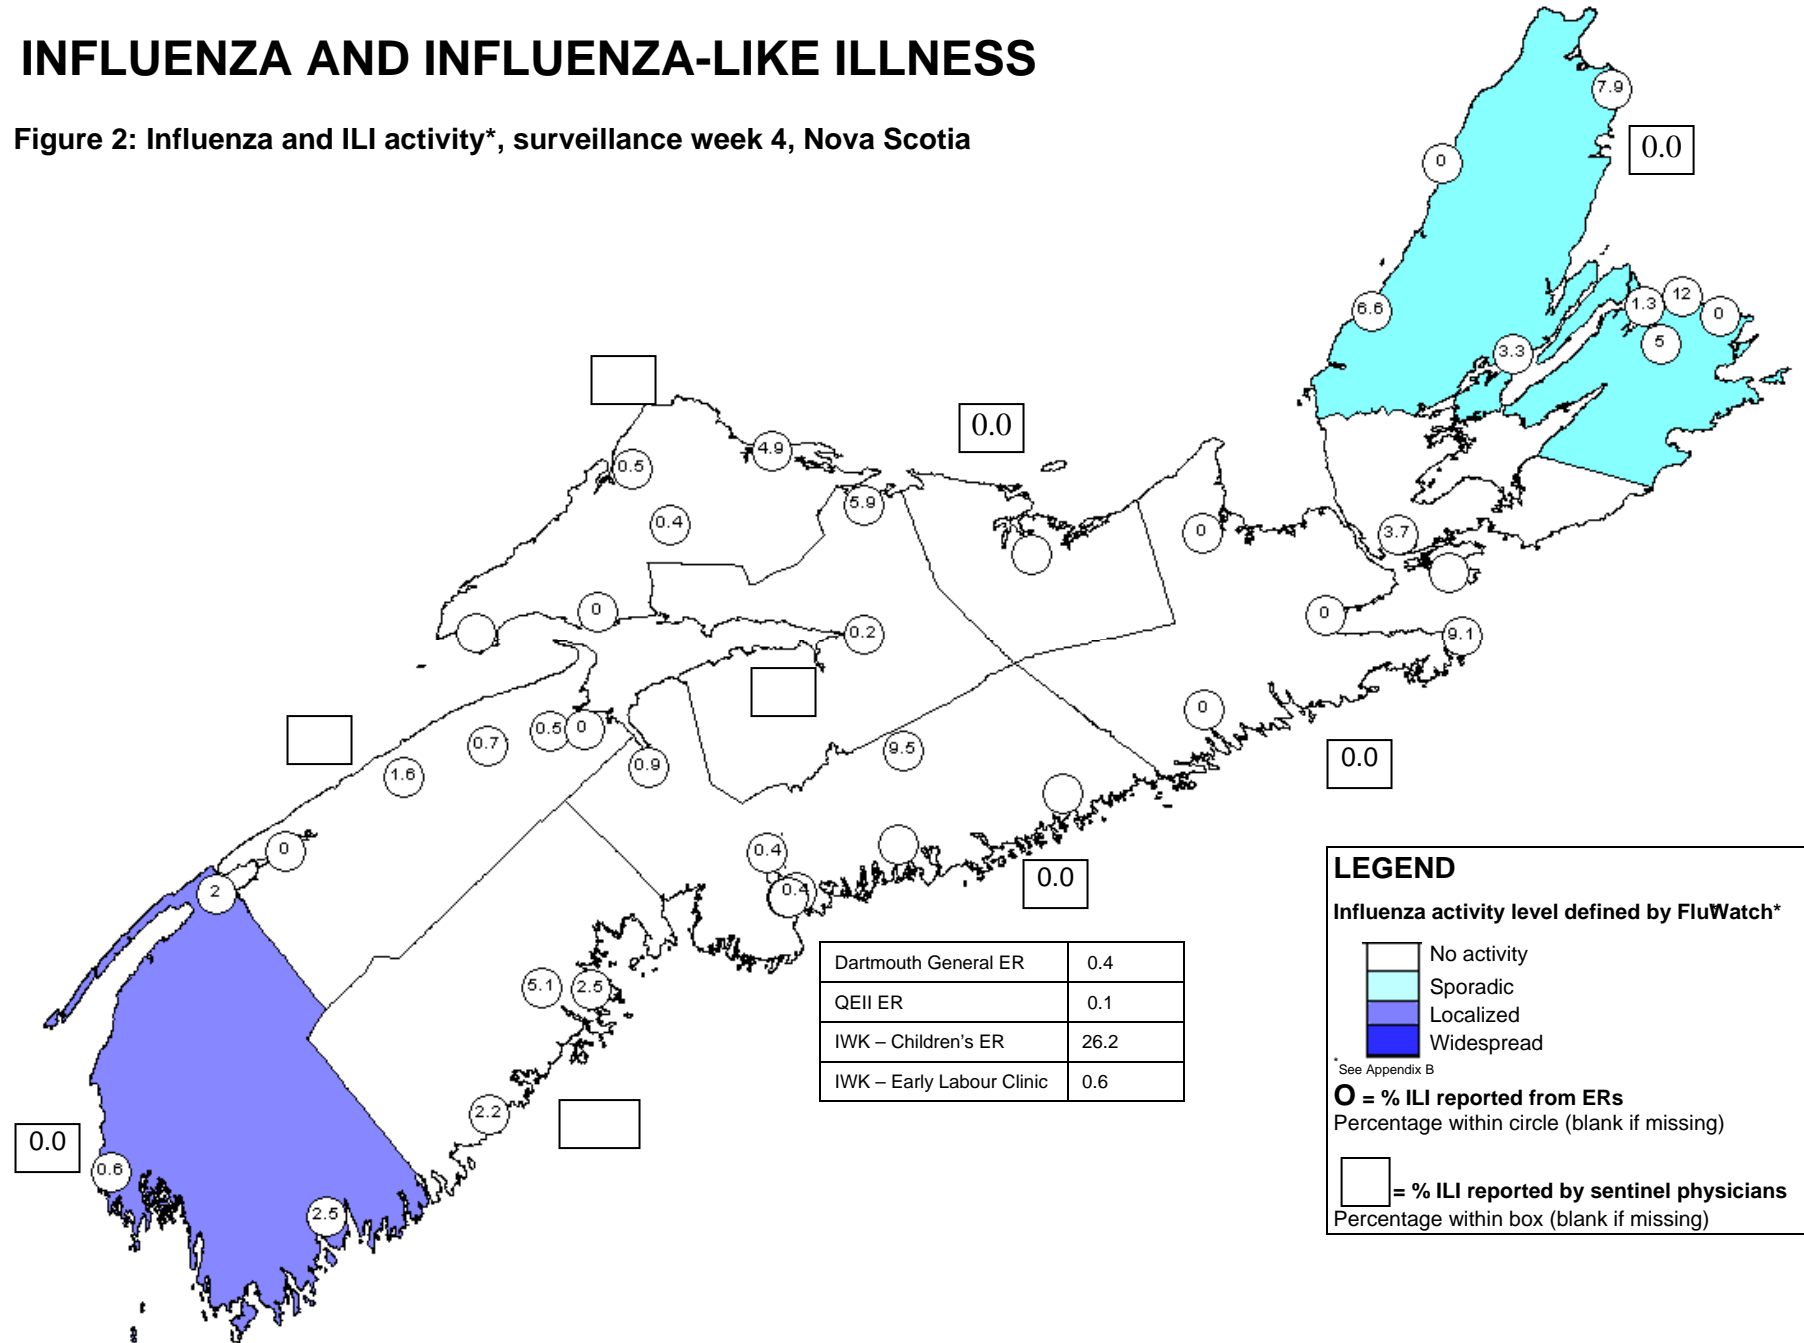 INFLUENZA AND INFLUENZA-LIKE ILLNESS
Figure 2: Influenza and ILI activity*, surveillance week 4, Nova Scotia
7.9
0.0
0
6.6
1.3
12
0
5
3.3
0.0
4.9
0.5
5.9
0.4
0
3.7
0
0
0.2
9.1
0
0.7
0.5
0
9.5
0.9
1.6
0.0
0.4
0
2
0.4
0.0
5.1
2.5
2.2
0.0
0.6
2.5
Dartmouth General ER 0.4
QEII ER 0.1
IWK – Children's ER 26.2
IWK – Early Labour Clinic 0.6
LEGEND
Influenza activity level defined by FluWatch*
No activity
Sporadic
Localized
Widespread
*See Appendix B
O = % ILI reported from ERs
Percentage within circle (blank if missing)
= % ILI reported by sentinel physicians
Percentage within box (blank if missing)